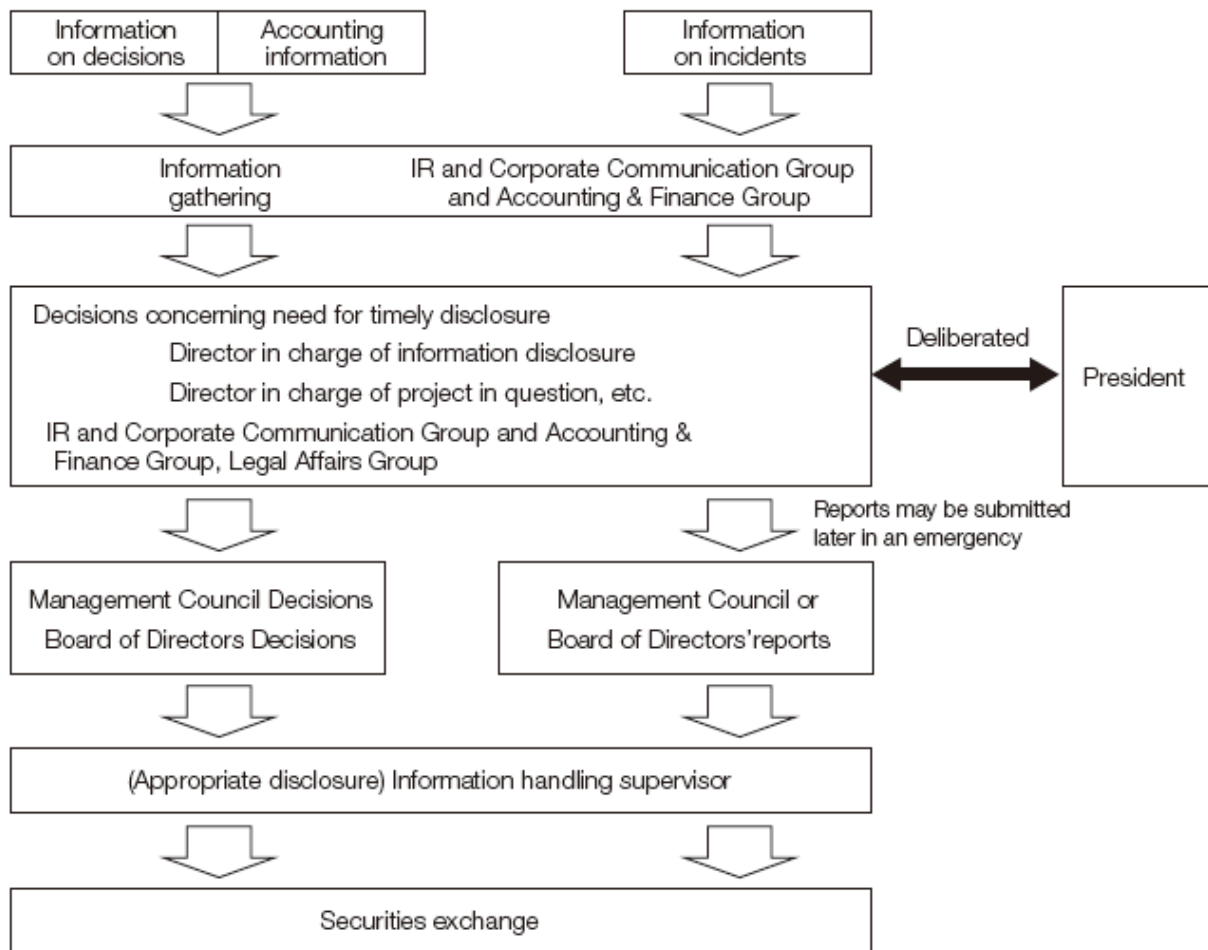 Information
on decisions
Accounting
information
Information
on incidents
Information
gathering
IR and Corporate Communication Group
and Accounting & Finance Group
Decisions concerning need for timely disclosure
Director in charge of information disclosure
Director in charge of project in question, etc.
IR and Corporate Communication Group and Accounting &
Finance Group, Legal Affairs Group
Deliberated
President
Reports may be submitted
later in an emergency
Management Council Decisions
Board of Directors Decisions
Management Council or
Board of Directors' reports
(Appropriate disclosure) Information handling supervisor
Securities exchange